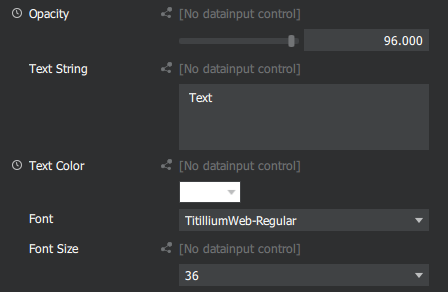 Opacity [No datainput control]
96.000
Text String [No datainput control]
Text
Text Color [No datainput control]
Font TitilliumWeb-Regular
Font Size [No datainput control]
36